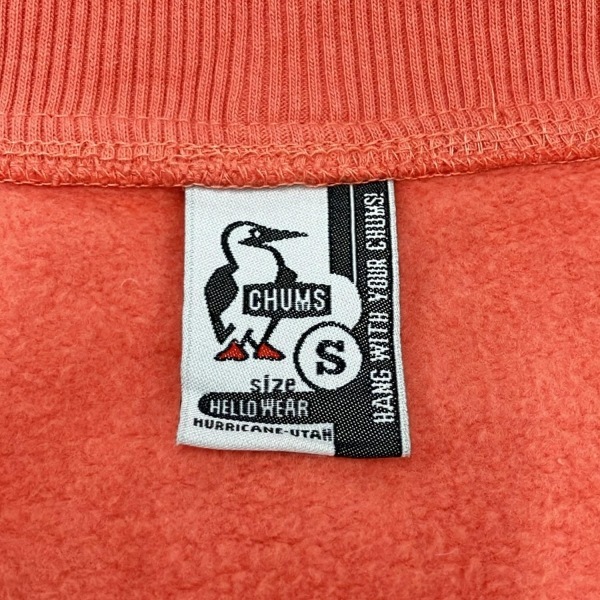 CHUMS
S
size
HELLO WEAR
HURRICANE-UTAH
HANG WITH YOUR CHUMS!